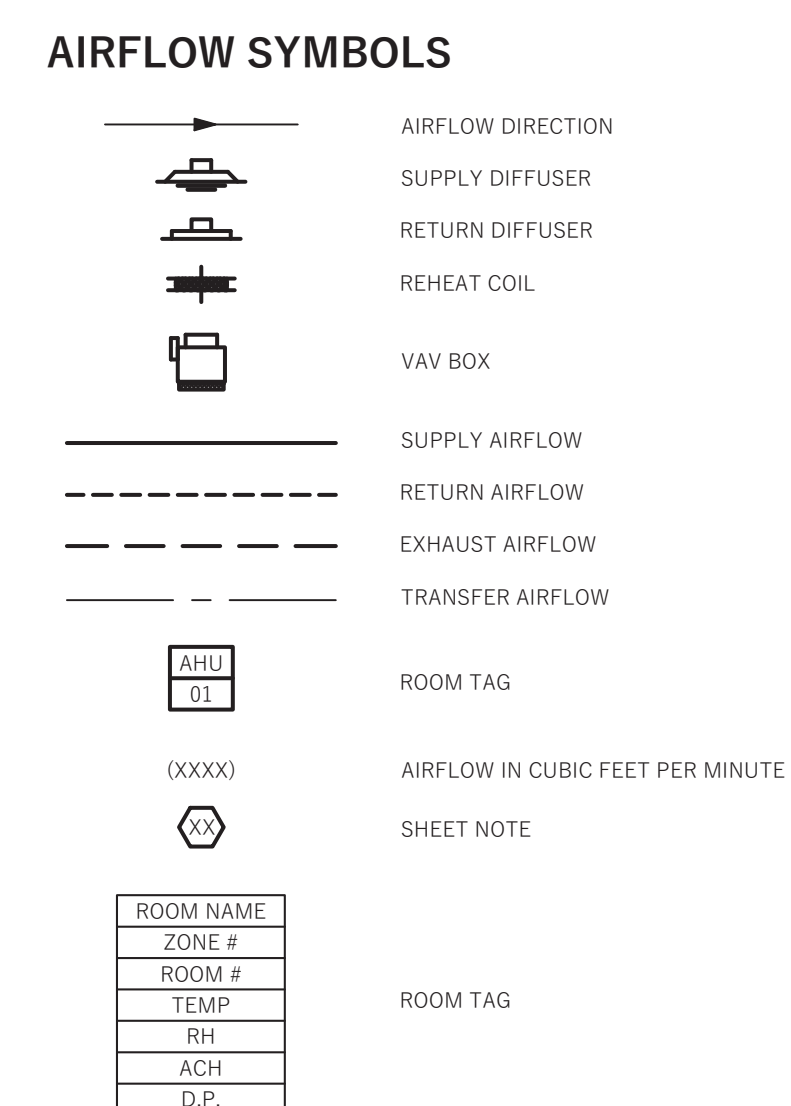 AIRFLOW SYMBOLS
AIRFLOW DIRECTION
SUPPLY DIFFUSER
RETURN DIFFUSER
REHEAT COIL
VAV BOX
SUPPLY AIRFLOW
RETURN AIRFLOW
EXHAUST AIRFLOW
TRANSFER AIRFLOW
AHU
01
ROOM TAG
(XXXX) AIRFLOW IN CUBIC FEET PER MINUTE
XX SHEET NOTE
ROOM NAME
ZONE #
ROOM #
TEMP
RH
ACH
D.P.
ROOM TAG